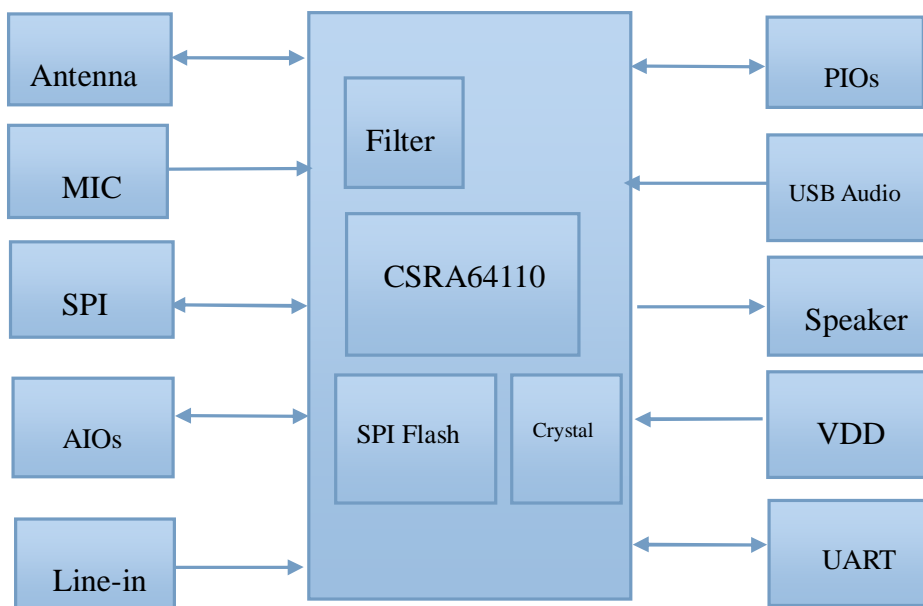 Antenna
MIC
SPI
AIOs
Line-in
Filter
CSRA64110
SPI Flash
Crystal
PIOs
USB Audio
Speaker
VDD
UART